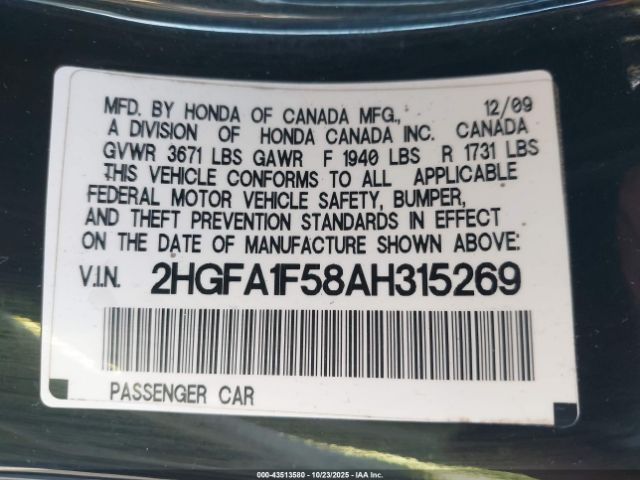 MFD. BY HONDA OF CANADA MFG., 12/09
A DIVISION OF HONDA CANADA INC. CANADA
GVWR 3671 LBS GAWR F 1940 LBS R 1731 LBS
THIS VEHICLE CONFORMS TO ALL APPLICABLE
FEDERAL MOTOR VEHICLE SAFETY, BUMPER,
AND THEFT PREVENTION STANDARDS IN EFFECT
ON THE DATE OF MANUFACTURE SHOWN ABOVE:
V.I.N. 2HGFA1F58AH315269
PASSENGER CAR
000-43513580 - 10/23/2025 - IAA Inc.